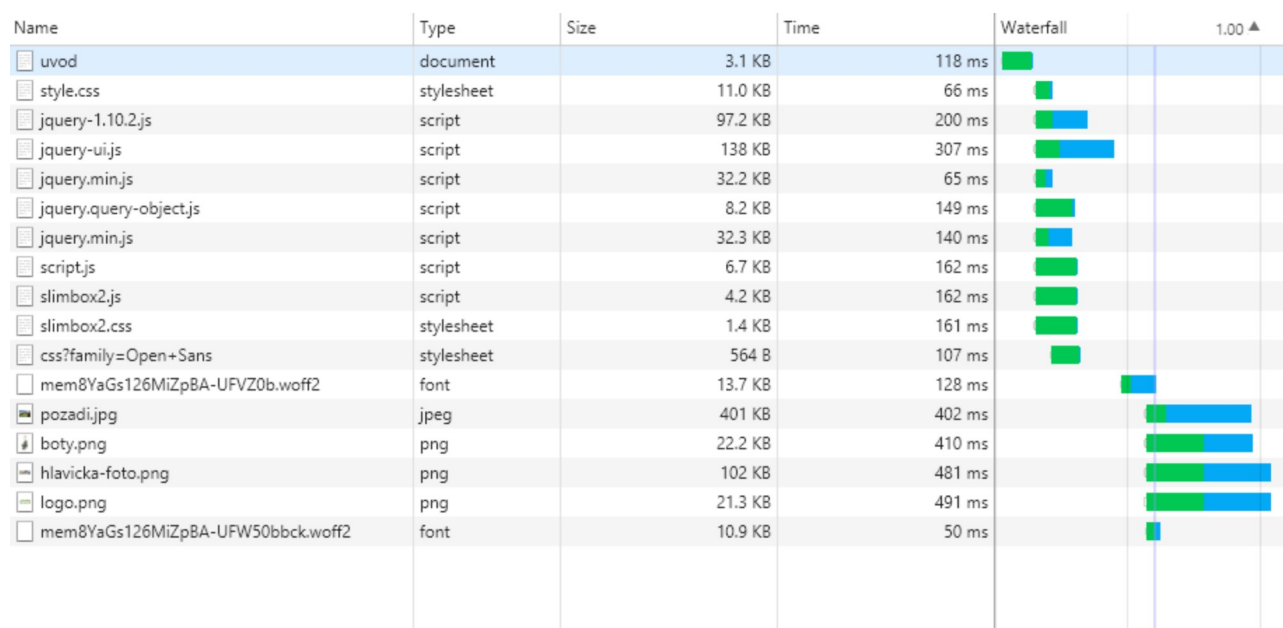 Name Type Size Time Waterfall 1.00 ▲
uvod document 3.1 KB 118 ms
style.css stylesheet 11.0 KB 66 ms
jquery-1.10.2.js script 97.2 KB 200 ms
jquery-ui.js script 138 KB 307 ms
jquery.min.js script 32.2 KB 65 ms
jquery.query-object.js script 8.2 KB 149 ms
jquery.min.js script 32.3 KB 140 ms
script.js script 6.7 KB 162 ms
slimbox2.js script 4.2 KB 162 ms
slimbox2.css stylesheet 1.4 KB 161 ms
css?family=Open+Sans stylesheet 564 B 107 ms
mem8YaGs126MiZpBA-UFVZ0b.woff2 font 13.7 KB 128 ms
pozadi.jpg jpeg 401 KB 402 ms
boty.png png 22.2 KB 410 ms
hlavicka-foto.png png 102 KB 481 ms
logo.png png 21.3 KB 491 ms
mem8YaGs126MiZpBA-UFW50bbck.woff2 font 10.9 KB 50 ms